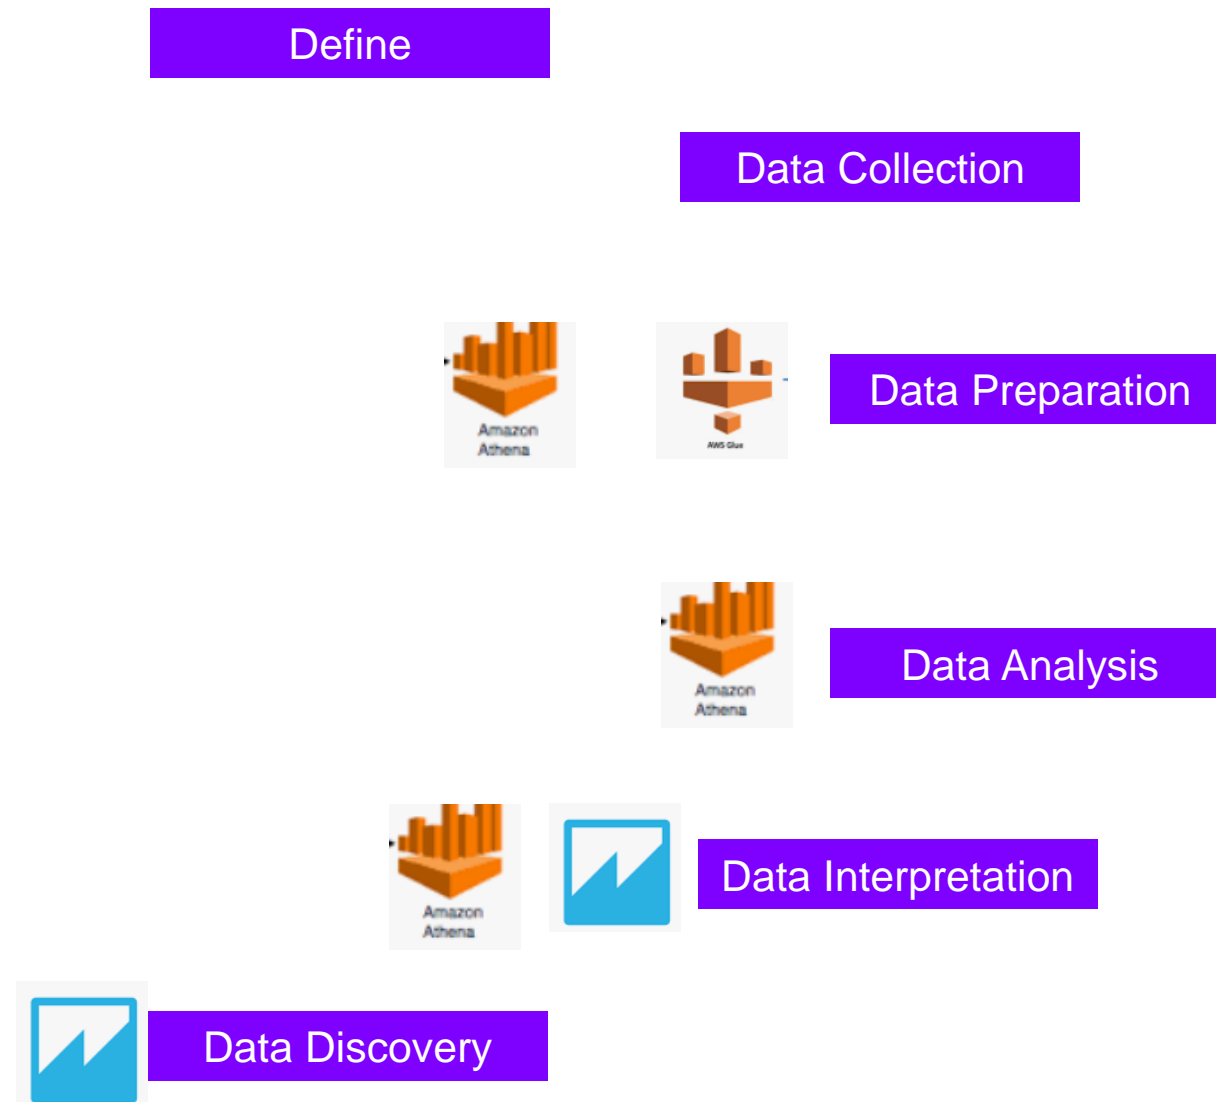 Define
Data Collection
Amazon
Athena
AWS Glue
Data Preparation
Amazon
Athena
Data Analysis
Amazon
Athena
Data Interpretation
Data Discovery